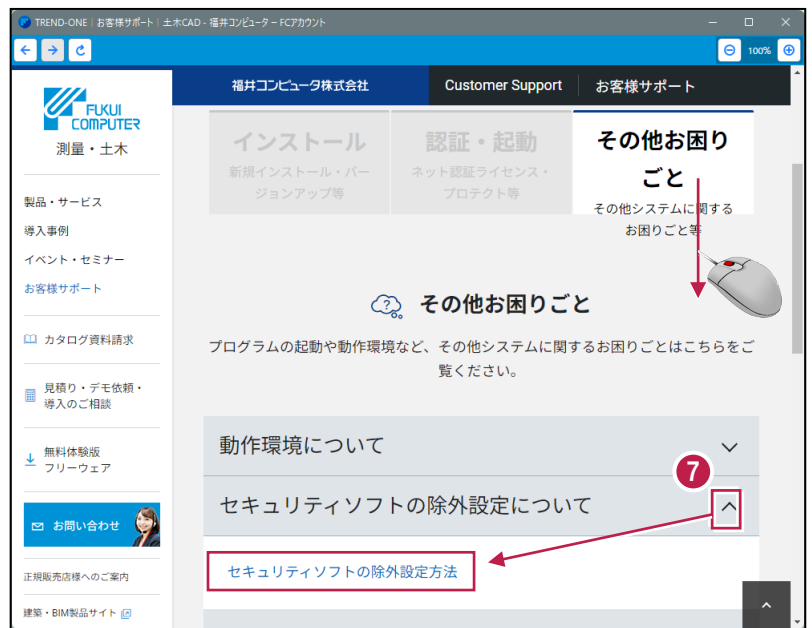 TREND-ONE | お客様サポート | 土木CAD - 福井コンピュータ – FCアカウント
100%
福井コンピュータ株式会社
Customer Support
お客様サポート
FUKUI
COMPUTER
測量・土木
製品・サービス
導入事例
イベント・セミナー
お客様サポート
カタログ資料請求
見積り・デモ依頼・
導入のご相談
無料体験版
フリーウェア
お問い合わせ
正規販売店様へのご案内
建築・BIM製品サイト
インストール
新規インストール・バー
ジョンアップ等
認証・起動
ネット認証ライセンス・
プロテクト等
その他お困り
ごと
その他システムに関する
お困りごと等
その他お困りごと
プログラムの起動や動作環境など、その他システムに関するお困りごとはこちらをご
覧ください。
動作環境について
7
セキュリティソフトの除外設定について
セキュリティソフトの除外設定方法